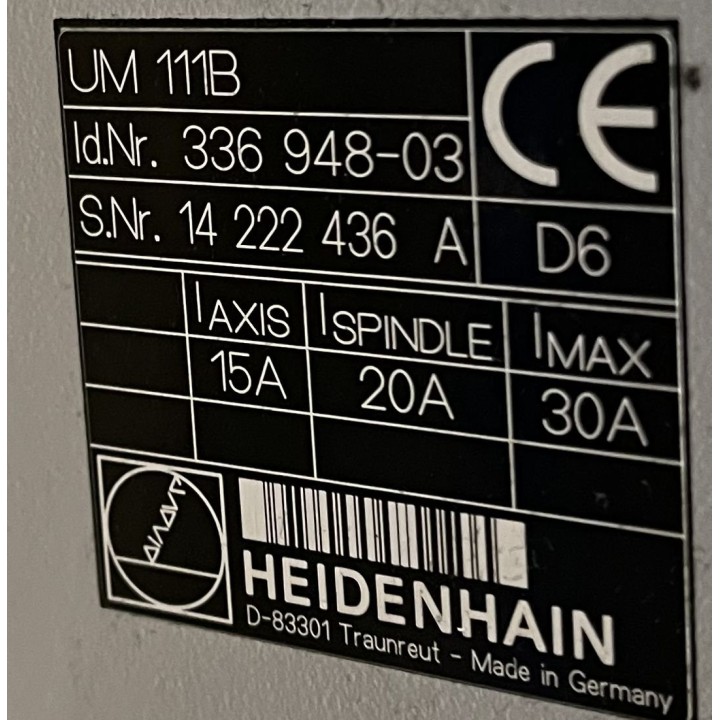 UM 111B
CE
Id.Nr. 336 948-03
S.Nr. 14 222 436 A D6
IAXIS ISPINDLE IMAX
15A 20A 30A
HEIDENHAIN
D-83301 Traunreut - Made in Germany